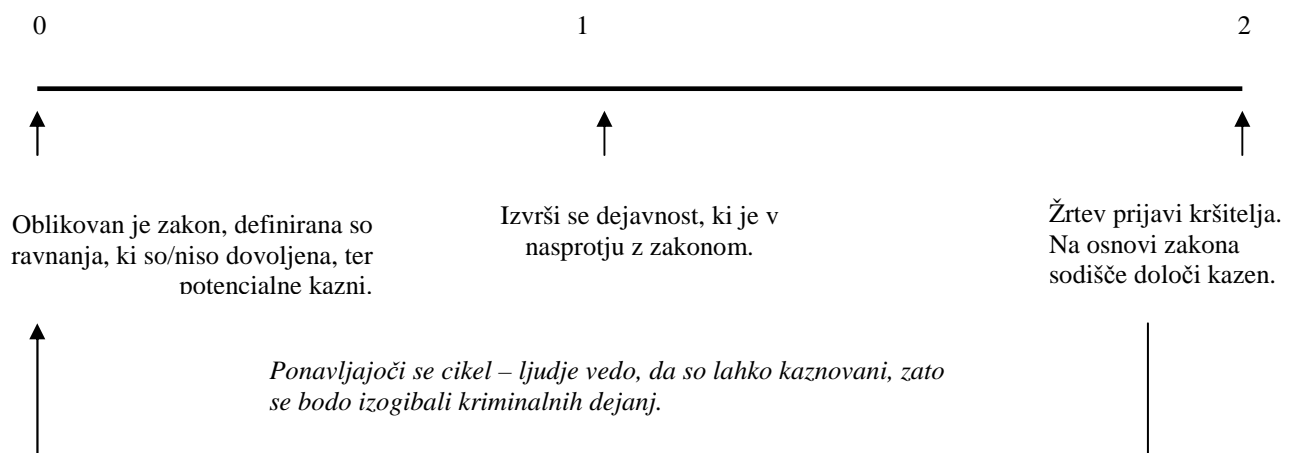 0 1 2
Oblikovan je zakon, definirana so
ravnanja, ki so/niso dovoljena, ter
potencialne kazni.
Izvrši se dejavnost, ki je v
nasprotju z zakonom.
Žrtev prijavi kršitelja.
Na osnovi zakona
sodišče določi kazen.
Ponavljajoči se cikel – ljudje vedo, da so lahko kaznovani, zato
se bodo izogibali kriminalnih dejanj.